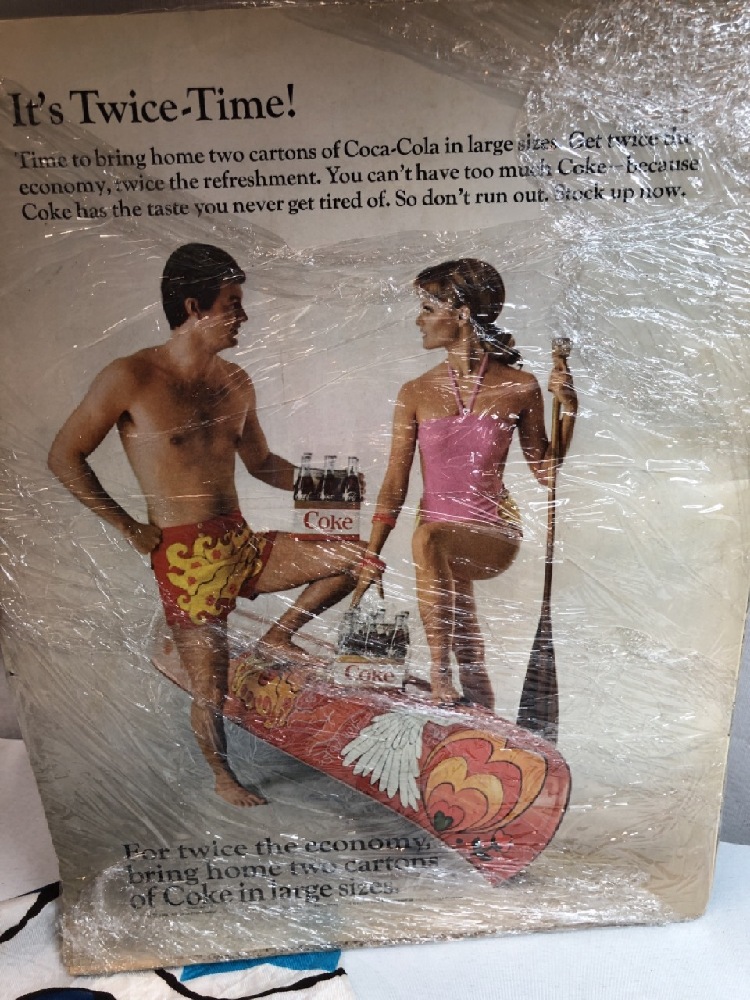 It's Twice-Time!
Time to bring home two cartons of Coca-Cola in large sizes. Get twice the
economy, twice the refreshment. You can't have too much Coke—because
Coke has the taste you never get tired of. So don't run out. Stock up now.
Coke
Coke
For twice the economy,
bring home two cartons
of Coke in large sizes.